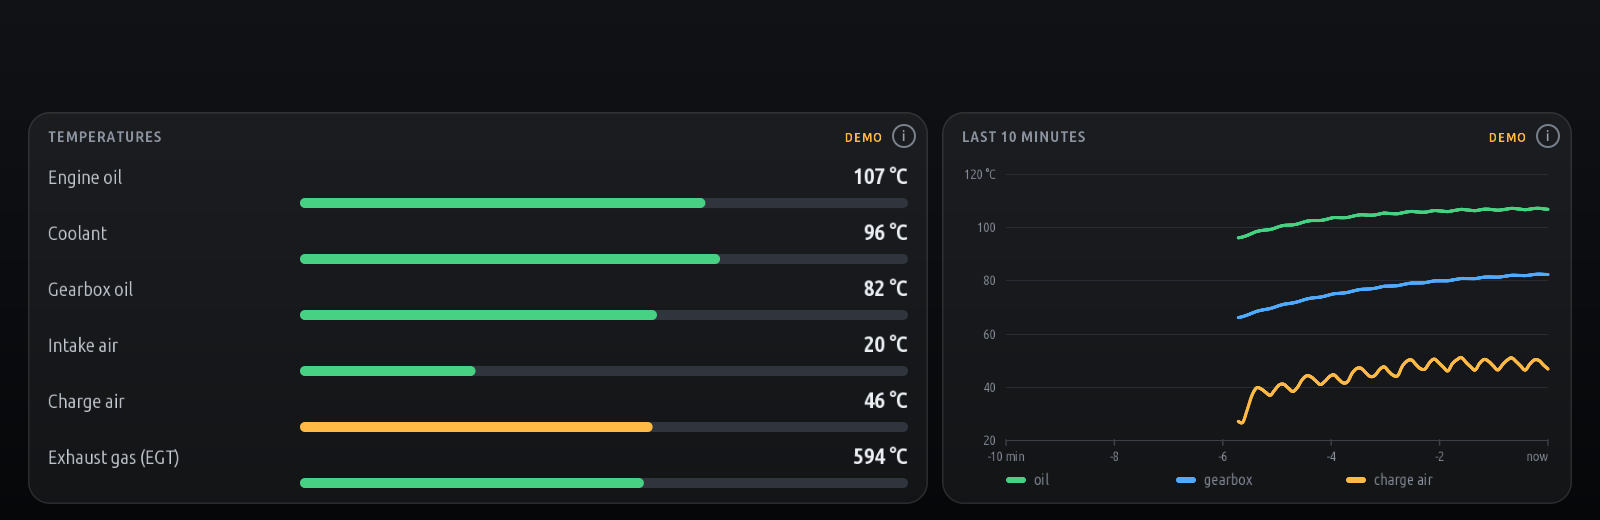 TEMPERATURES
DEMO
i
Engine oil
107 °C
Coolant
96 °C
Gearbox oil
82 °C
Intake air
20 °C
Charge air
46 °C
Exhaust gas (EGT)
594 °C
LAST 10 MINUTES
DEMO
i
120 °C
100
80
60
40
20
-10 min
-8
-6
-4
-2
now
oil
gearbox
charge air